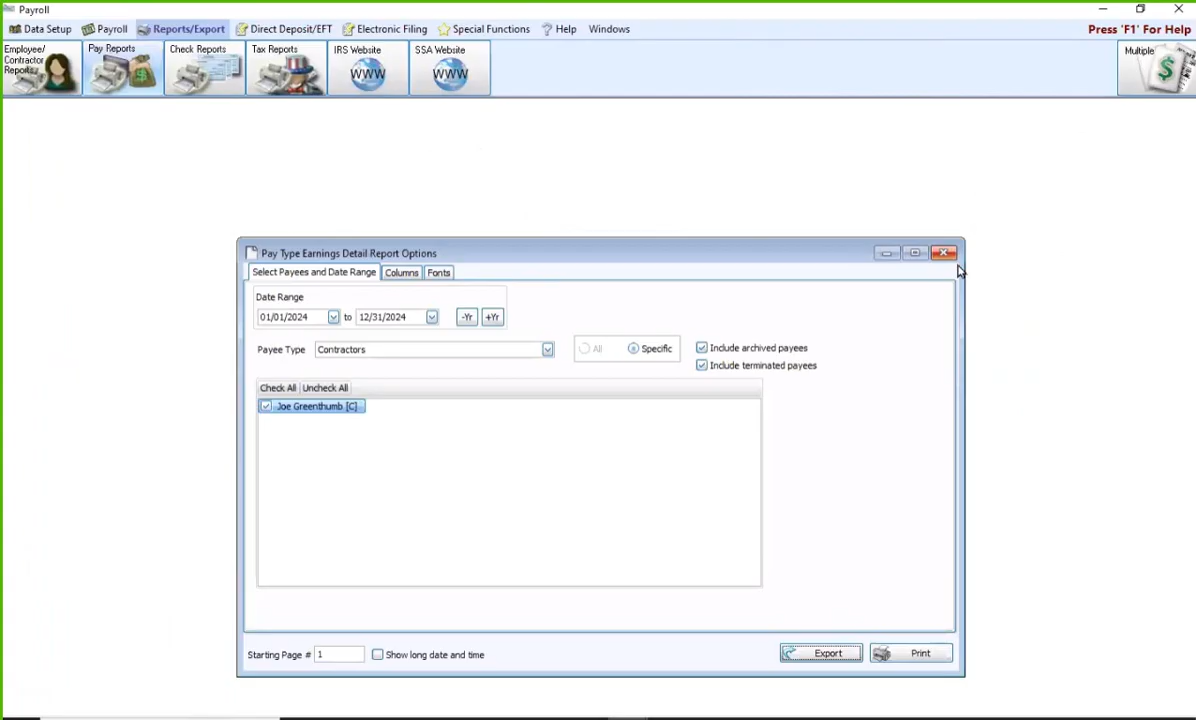 Payroll
Data Setup Payroll Reports/Export Direct Deposit/EFT Electronic Filing Special Functions Help Windows Press 'F1' For Help
Employee/
Contractor
Reports
Pay Reports
Check Reports
Tax Reports
IRS Website
WWW
SSA Website
WWW
Multiple
Pay Type Earnings Detail Report Options
Select Payees and Date Range Columns Fonts
Date Range
01/01/2024 to 12/31/2024 -Yr +Yr
Payee Type Contractors All Specific Include archived payees
Include terminated payees
Check All Uncheck All
Joe Greenthumb [C]
Starting Page # 1 Show long date and time Export Print